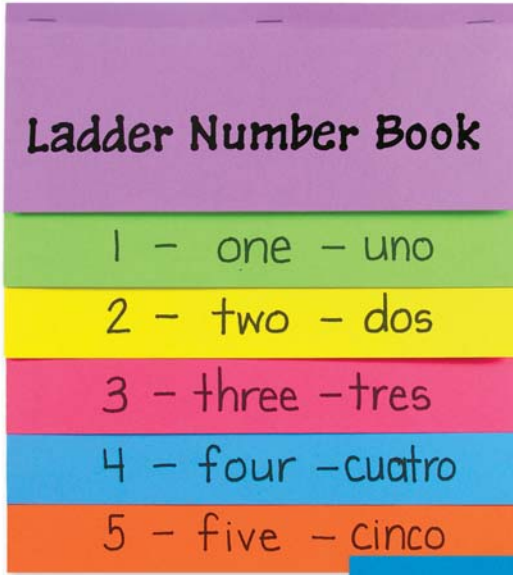 Ladder Number Book
1 - one - uno
2 - two - dos
3 - three - tres
4 - four - cuatro
5 - five - cinco